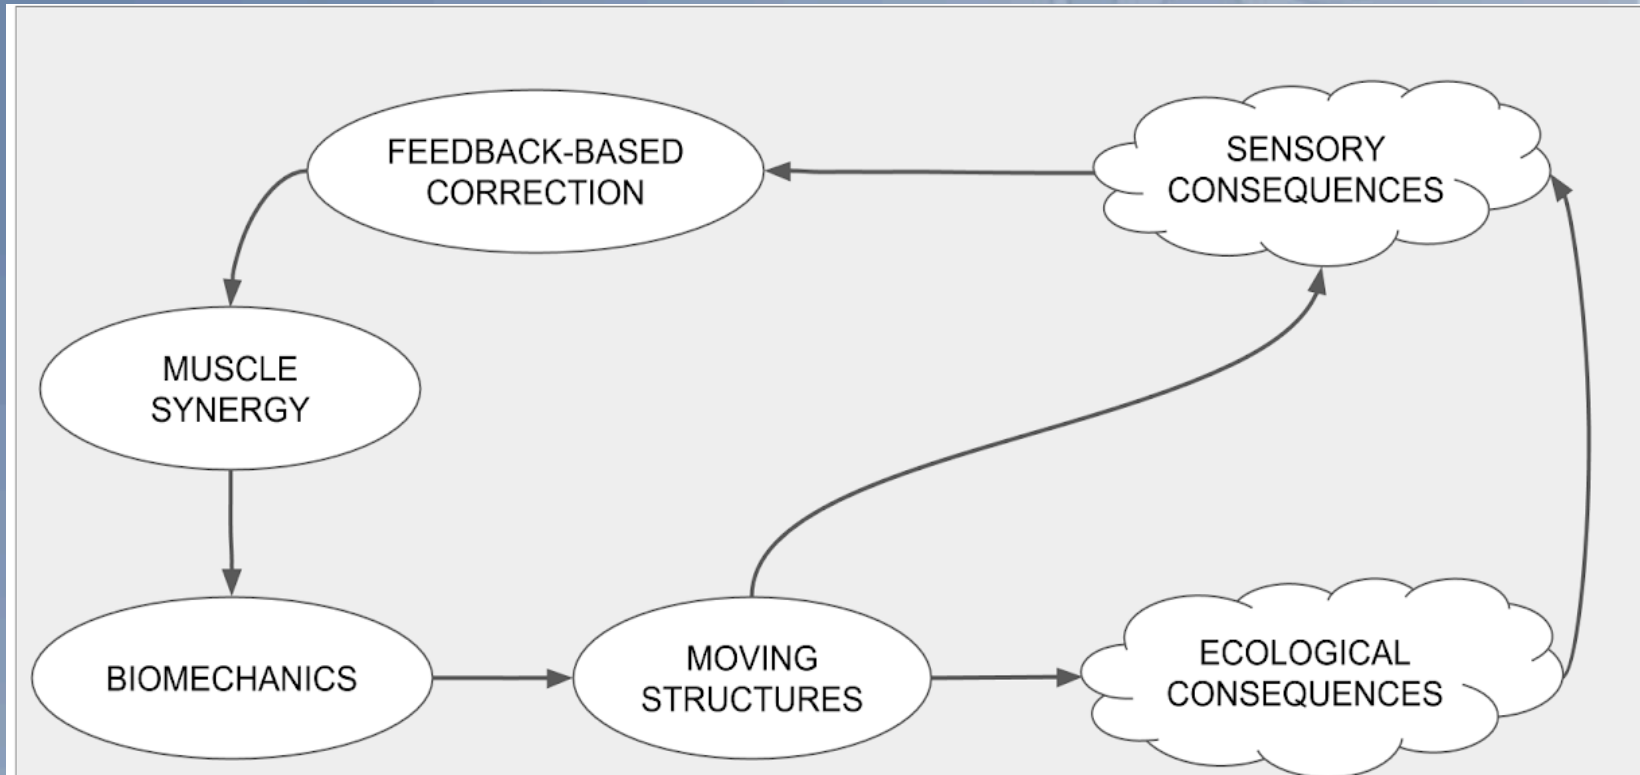 FEEDBACK-BASED
CORRECTION
SENSORY
CONSEQUENCES
MUSCLE
SYNERGY
BIOMECHANICS
MOVING
STRUCTURES
ECOLOGICAL
CONSEQUENCES